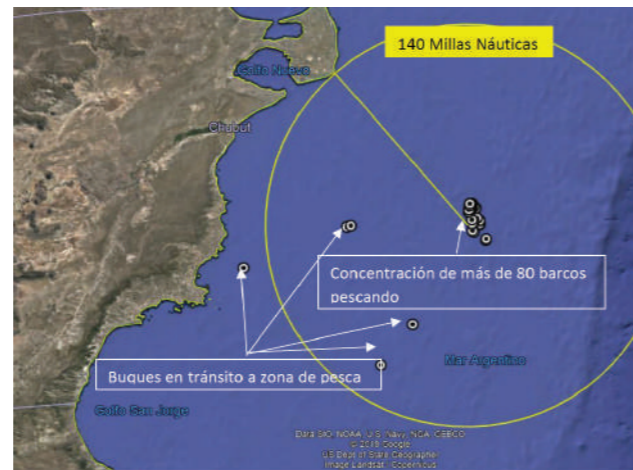 140 Millas Náuticas
Golfo Nuevo
Chubut
Concentración de más de 80 barcos
pescando
Mar Argentino
Buques en tránsito a zona de pesca
Golfo San Jorge
Data SIO, NOAA, U.S. Navy, NGA, GEBCO
© 2018 Google
US Dept of State Geographer
Image Landsat / Copernicus